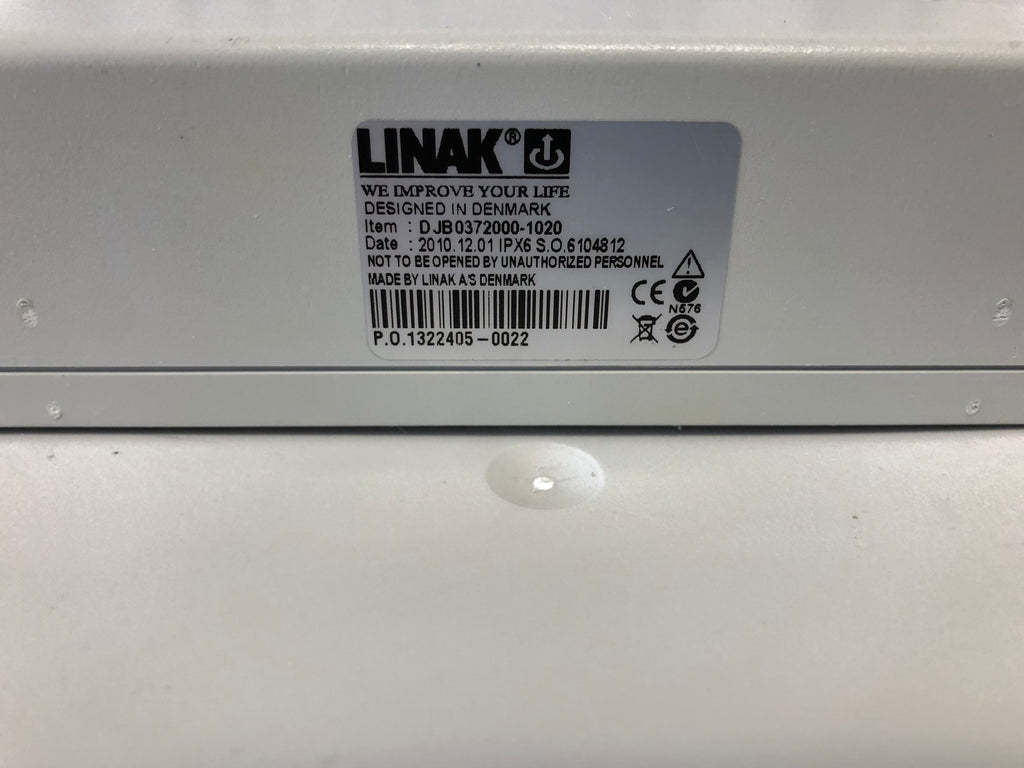 LINAK®
WE IMPROVE YOUR LIFE
DESIGNED IN DENMARK
Item : DJB0372000-1020
Date : 2010.12.01 IPX6 S.O.6104812
NOT TO BE OPENED BY UNAUTHORIZED PERSONNEL
MADE BY LINAK A/S DENMARK
CE
N676
P.O.1322405-0022